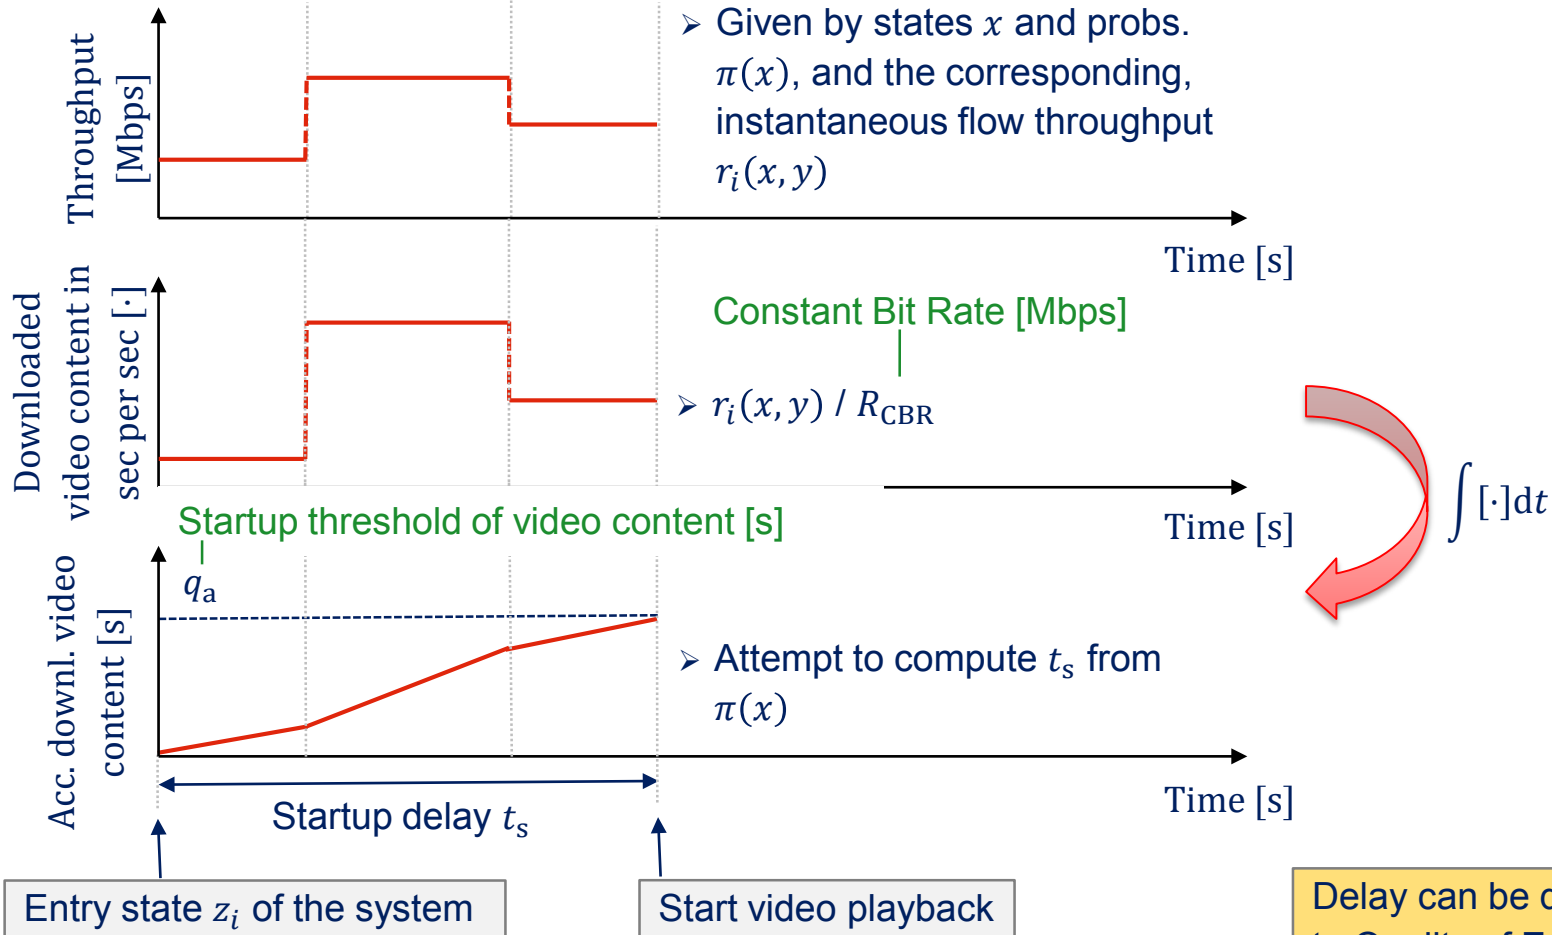 Throughput
[Mbps]
➢ Given by states x and probs.
π(x), and the corresponding,
instantaneous flow throughput
r_i(x, y)
Time [s]
Downloaded
video content in
sec per sec [·]
Constant Bit Rate [Mbps]
➢ r_i(x, y) / R_CBR
Time [s]
∫[·]dt
Startup threshold of video content [s]
q_a
Acc. downl. video
content [s]
➢ Attempt to compute t_s from
π(x)
Time [s]
Startup delay t_s
Entry state z_i of the system
Start video playback
Delay can be